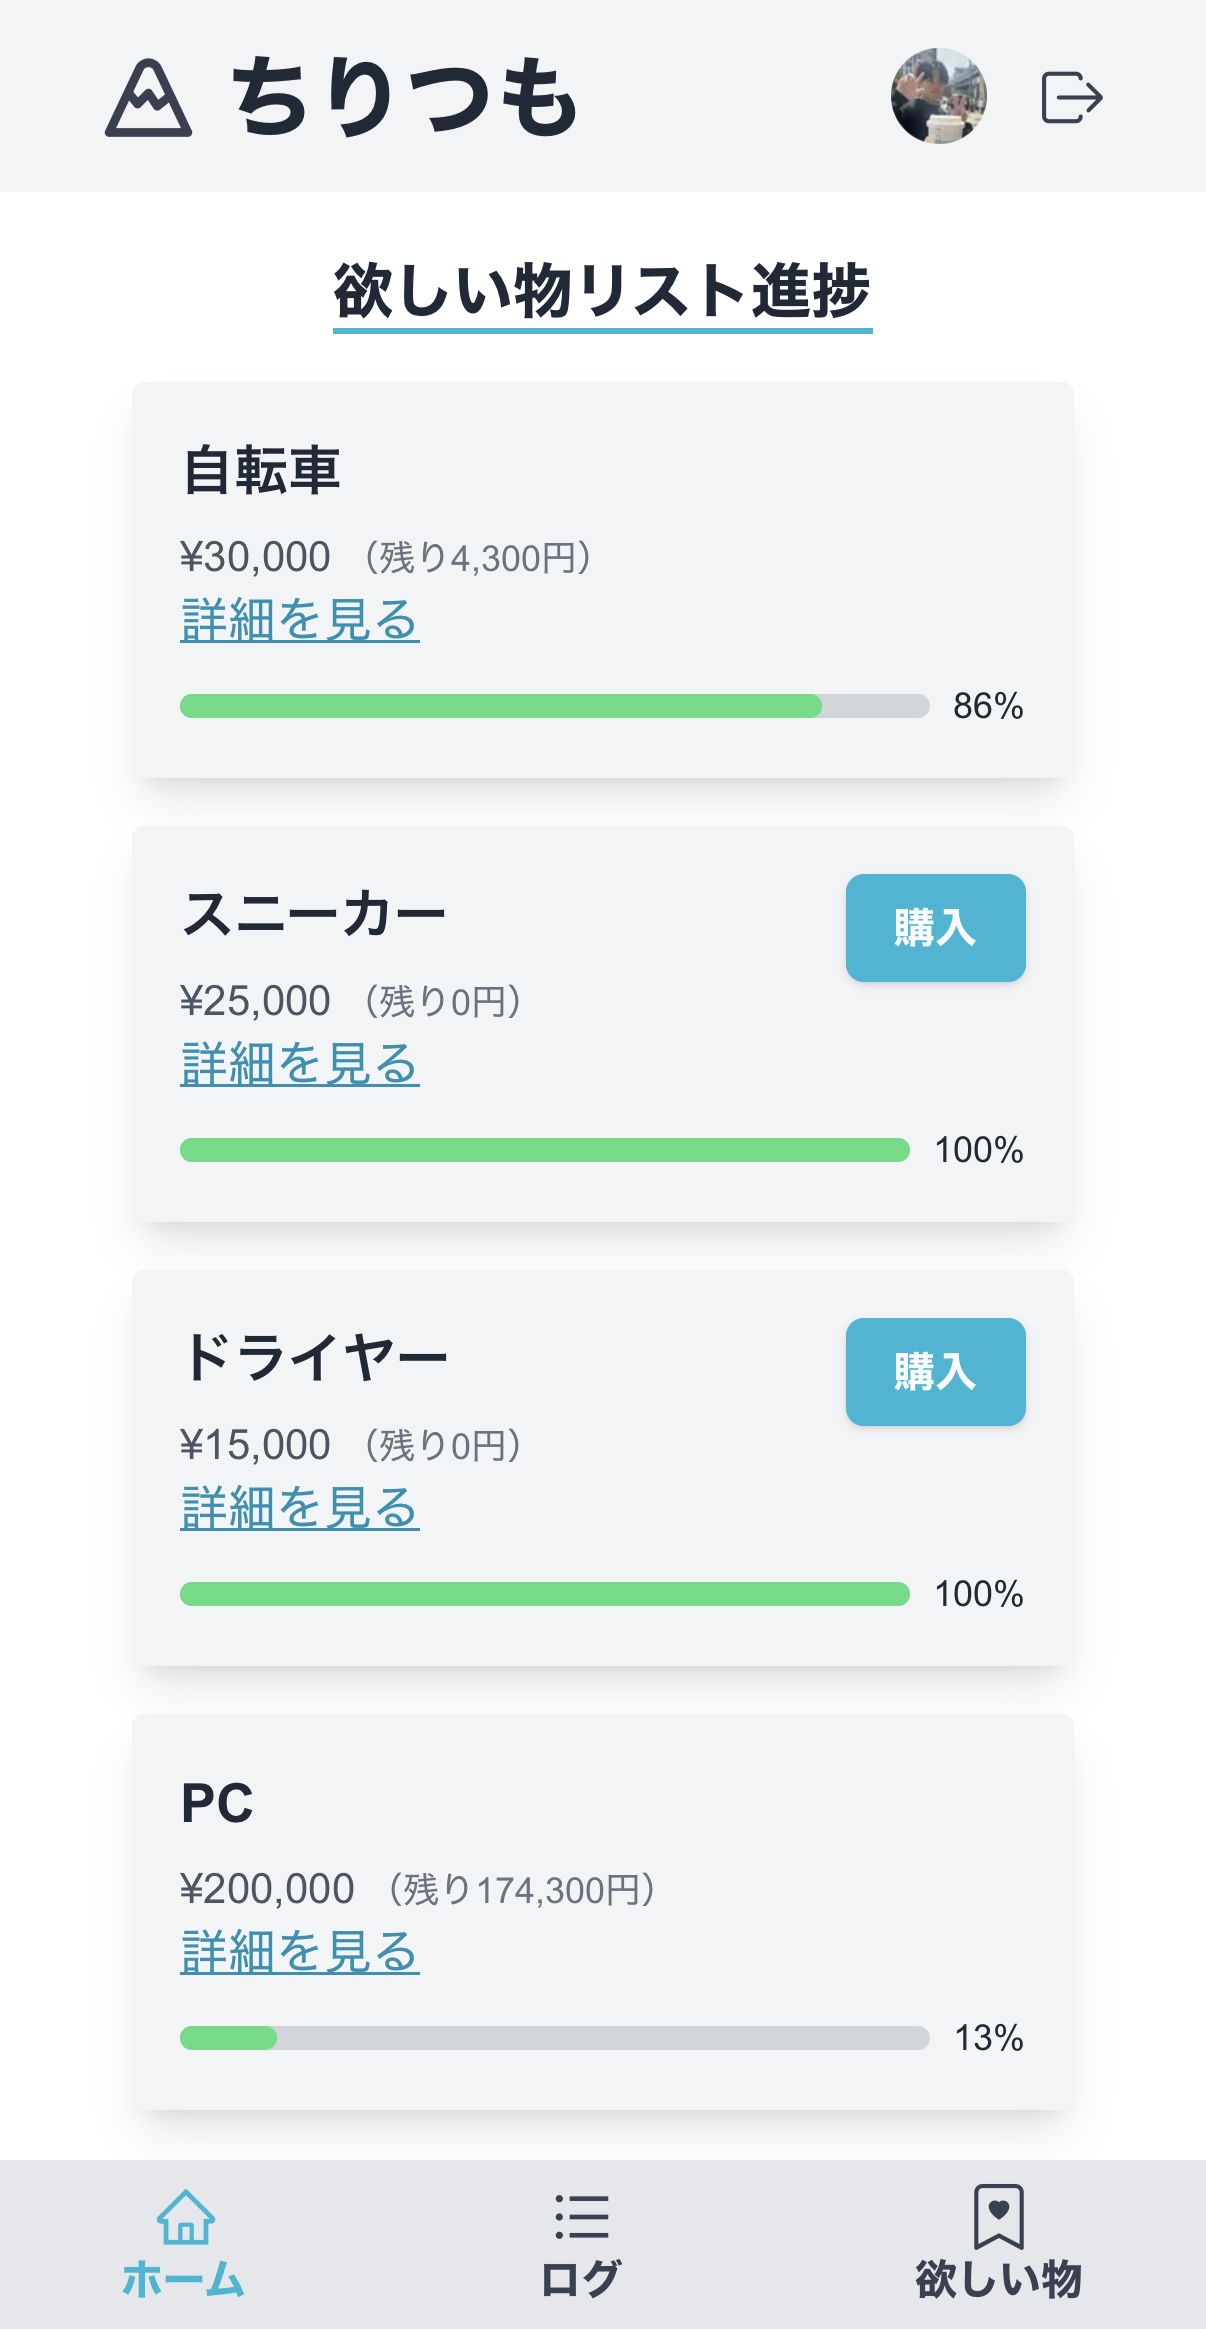 ちりつも
欲しい物リスト進捗
自転車
¥30,000 （残り4,300円）
詳細を見る
86%
スニーカー
購入
¥25,000 （残り0円）
詳細を見る
100%
ドライヤー
購入
¥15,000 （残り0円）
詳細を見る
100%
PC
¥200,000 （残り174,300円）
詳細を見る
13%
ホーム
ログ
欲しい物